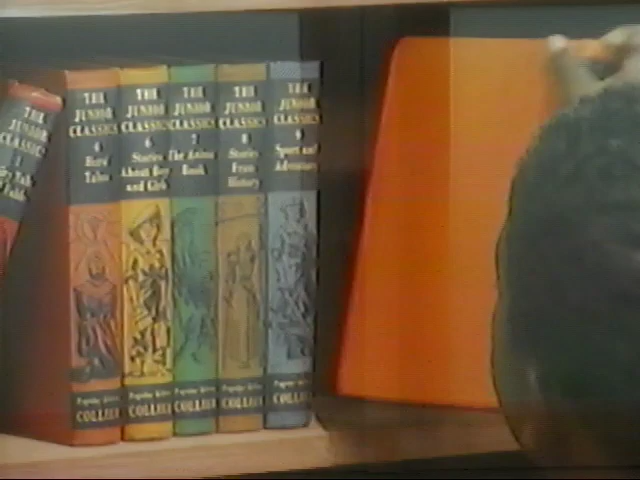 THE
JUNIOR
CLASSICS
1
THE
JUNIOR
CLASSICS
4
Hero
Tales
COLLIER
THE
JUNIOR
CLASSICS
6
Stories
About Boys
and Girls
COLLIER
THE
JUNIOR
CLASSICS
7
The Animal
Book
COLLIER
THE
JUNIOR
CLASSICS
8
Stories
From
History
COLLIER
THE
JUNIOR
CLASSICS
9
Sport and
Adventure
COLLIER